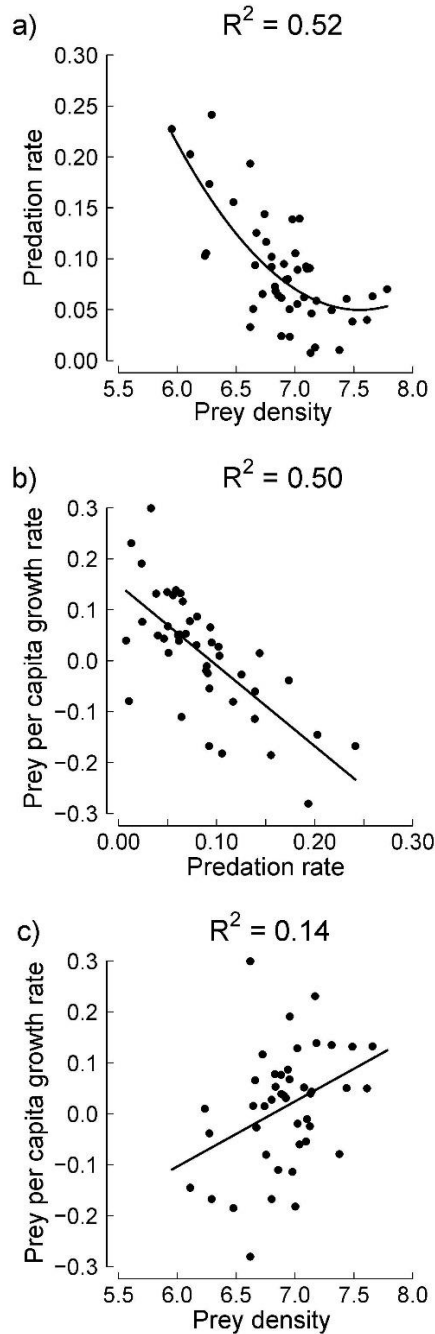 a)
R² = 0.52
Predation rate
0.30
0.25
0.20
0.15
0.10
0.05
0.00
5.5 6.0 6.5 7.0 7.5 8.0
Prey density
b)
R² = 0.50
Prey per capita growth rate
0.3
0.2
0.1
0.0
−0.1
−0.2
−0.3
0.00 0.10 0.20 0.30
Predation rate
c)
R² = 0.14
Prey per capita growth rate
0.3
0.2
0.1
0.0
−0.1
−0.2
−0.3
5.5 6.0 6.5 7.0 7.5 8.0
Prey density